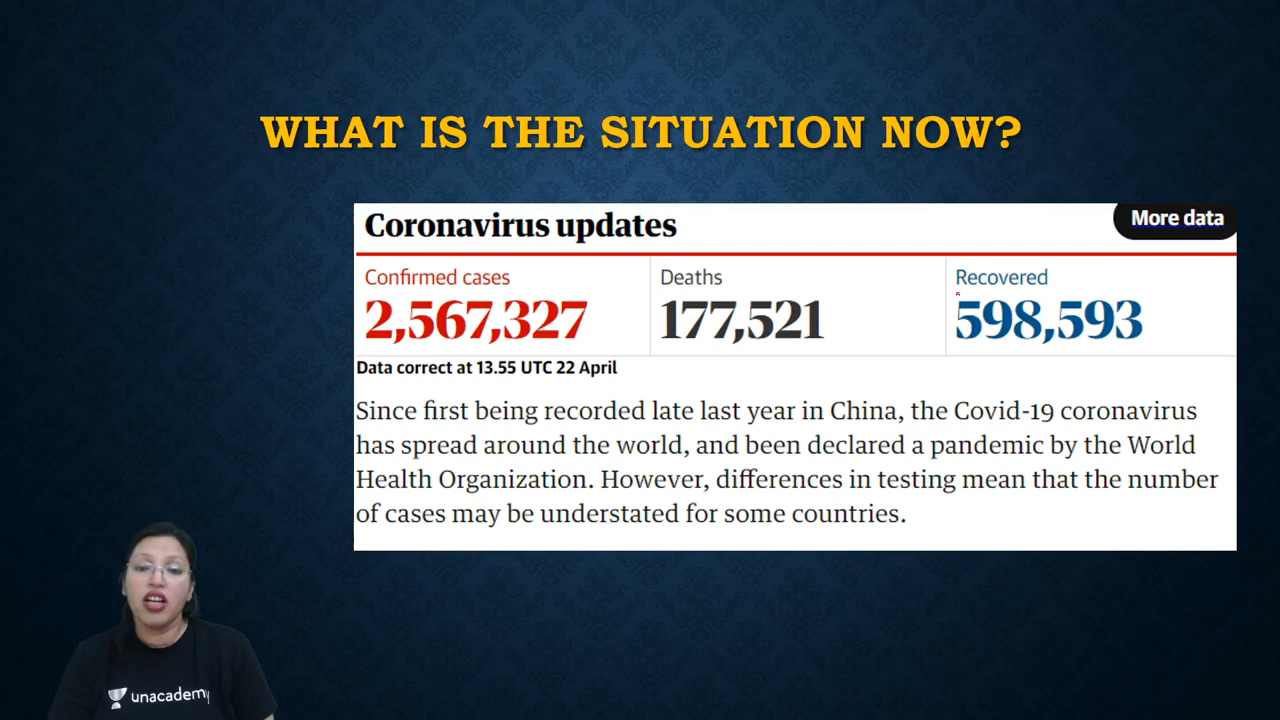 WHAT IS THE SITUATION NOW?
Coronavirus updates
More data
Confirmed cases
2,567,327
Deaths
177,521
Recovered
598,593
Data correct at 13.55 UTC 22 April
Since first being recorded late last year in China, the Covid-19 coronavirus
has spread around the world, and been declared a pandemic by the World
Health Organization. However, differences in testing mean that the number
of cases may be understated for some countries.
unacademy